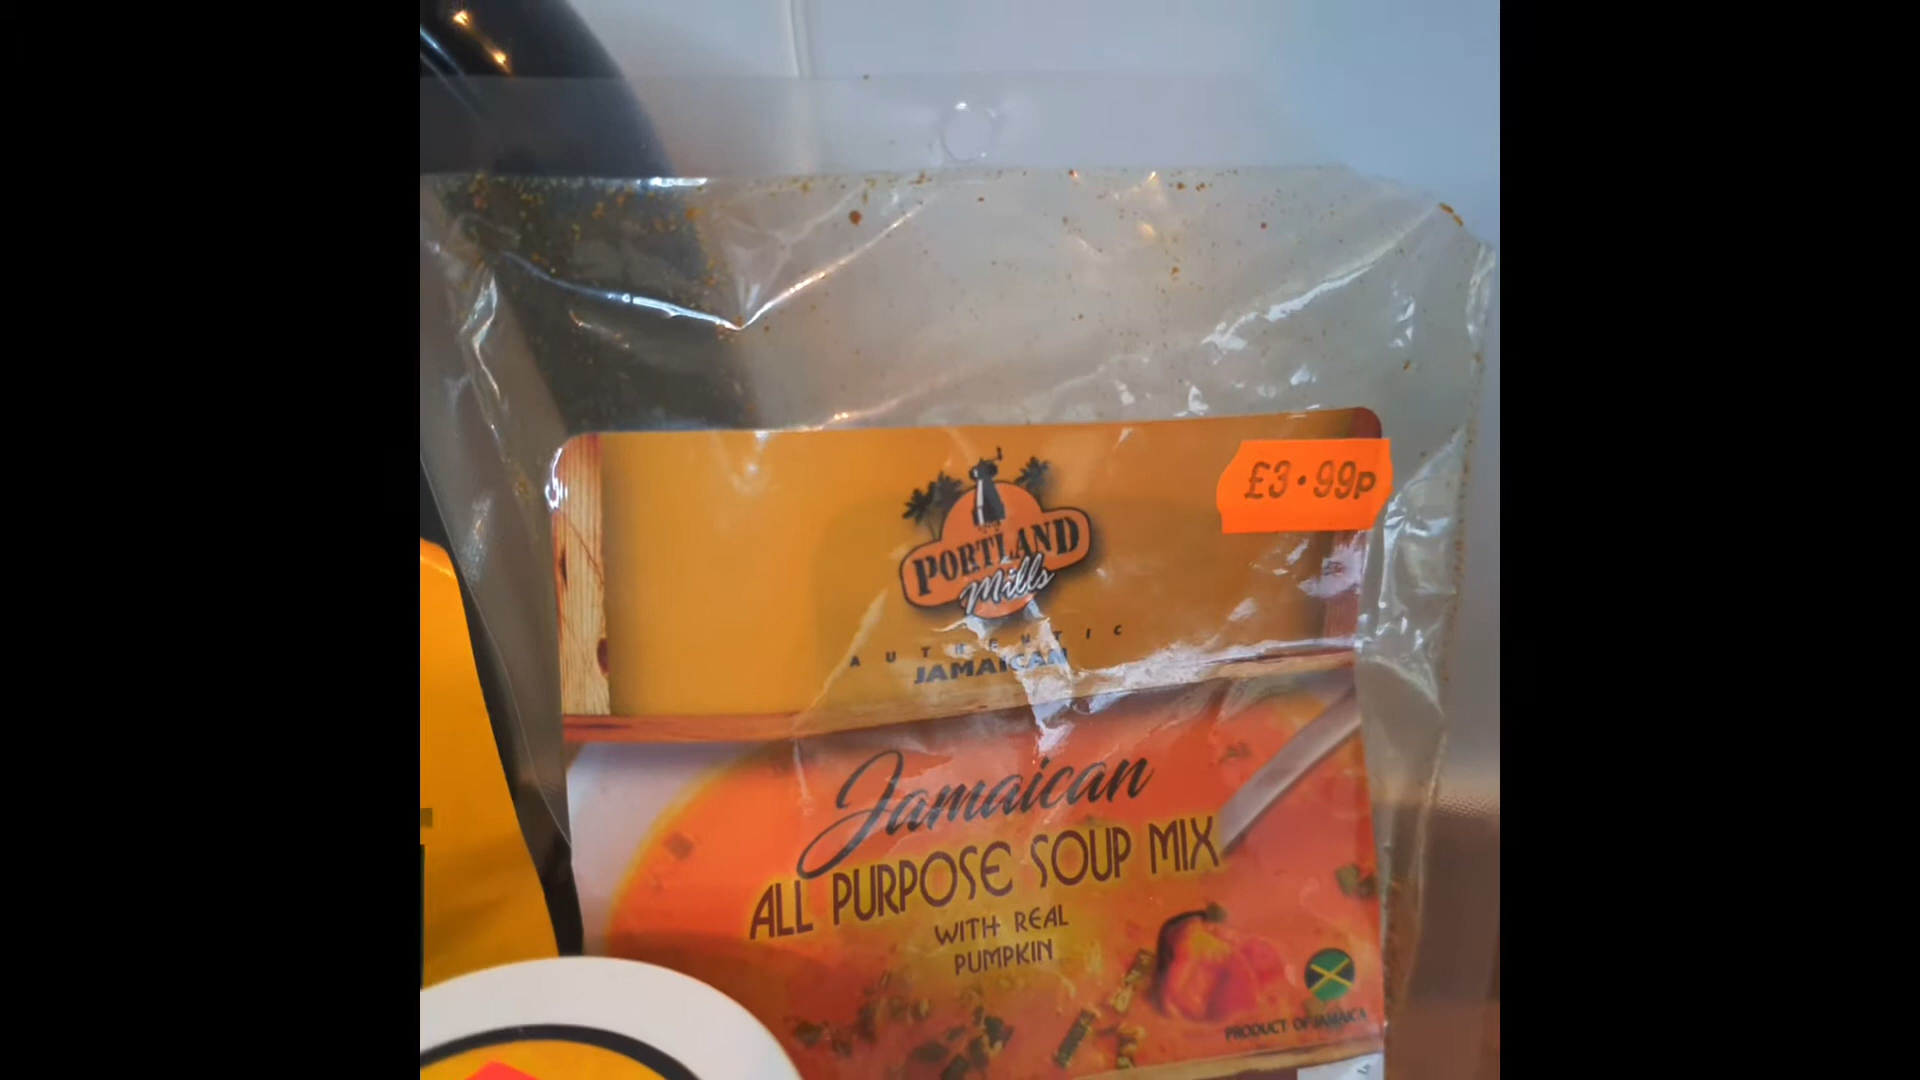 £3.99p
PORTLAND
Mills
AUTHENTIC
JAMAICAN
Jamaican
ALL PURPOSE SOUP MIX
WITH REAL
PUMPKIN
PRODUCT OF JAMAICA